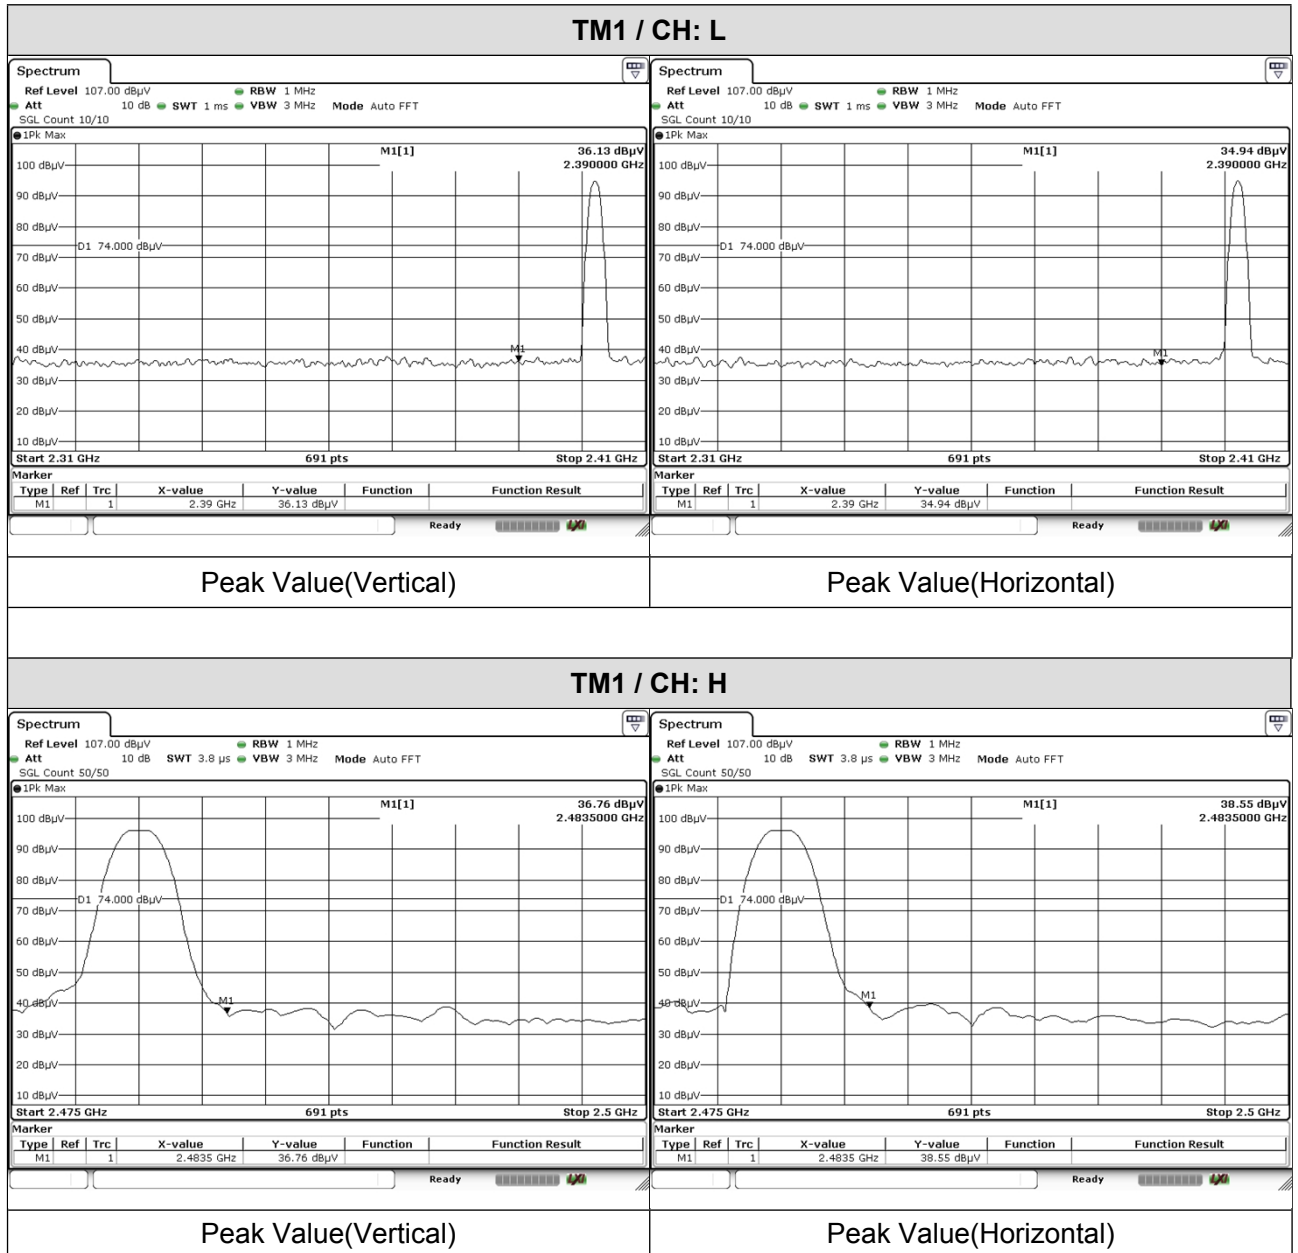 TM1 / CH: L
Spectrum
Ref Level 107.00 dBµV RBW 1 MHz
Att 10 dB SWT 1 ms VBW 3 MHz Mode Auto FFT
SGL Count 10/10
1Pk Max
M1[1] 36.13 dBµV
2.390000 GHz
100 dBµV
90 dBµV
80 dBµV
D1 74.000 dBµV
70 dBµV
60 dBµV
50 dBµV
40 dBµV
M1
30 dBµV
20 dBµV
10 dBµV
Start 2.31 GHz 691 pts Stop 2.41 GHz
Marker
Type Ref Trc X-value Y-value Function Function Result
M1 1 2.39 GHz 36.13 dBµV
Ready LXI
Peak Value(Vertical)
Spectrum
Ref Level 107.00 dBµV RBW 1 MHz
Att 10 dB SWT 1 ms VBW 3 MHz Mode Auto FFT
SGL Count 10/10
1Pk Max
M1[1] 34.94 dBµV
2.390000 GHz
100 dBµV
90 dBµV
80 dBµV
D1 74.000 dBµV
70 dBµV
60 dBµV
50 dBµV
40 dBµV
M1
30 dBµV
20 dBµV
10 dBµV
Start 2.31 GHz 691 pts Stop 2.41 GHz
Marker
Type Ref Trc X-value Y-value Function Function Result
M1 1 2.39 GHz 34.94 dBµV
Ready LXI
Peak Value(Horizontal)
TM1 / CH: H
Spectrum
Ref Level 107.00 dBµV RBW 1 MHz
Att 10 dB SWT 3.8 µs VBW 3 MHz Mode Auto FFT
SGL Count 50/50
1Pk Max
M1[1] 36.76 dBµV
2.4835000 GHz
100 dBµV
90 dBµV
80 dBµV
D1 74.000 dBµV
70 dBµV
60 dBµV
50 dBµV
40 dBµV
M1
30 dBµV
20 dBµV
10 dBµV
Start 2.475 GHz 691 pts Stop 2.5 GHz
Marker
Type Ref Trc X-value Y-value Function Function Result
M1 1 2.4835 GHz 36.76 dBµV
Ready LXI
Peak Value(Vertical)
Spectrum
Ref Level 107.00 dBµV RBW 1 MHz
Att 10 dB SWT 3.8 µs VBW 3 MHz Mode Auto FFT
SGL Count 50/50
1Pk Max
M1[1] 38.55 dBµV
2.4835000 GHz
100 dBµV
90 dBµV
80 dBµV
D1 74.000 dBµV
70 dBµV
60 dBµV
50 dBµV
40 dBµV
M1
30 dBµV
20 dBµV
10 dBµV
Start 2.475 GHz 691 pts Stop 2.5 GHz
Marker
Type Ref Trc X-value Y-value Function Function Result
M1 1 2.4835 GHz 38.55 dBµV
Ready LXI
Peak Value(Horizontal)